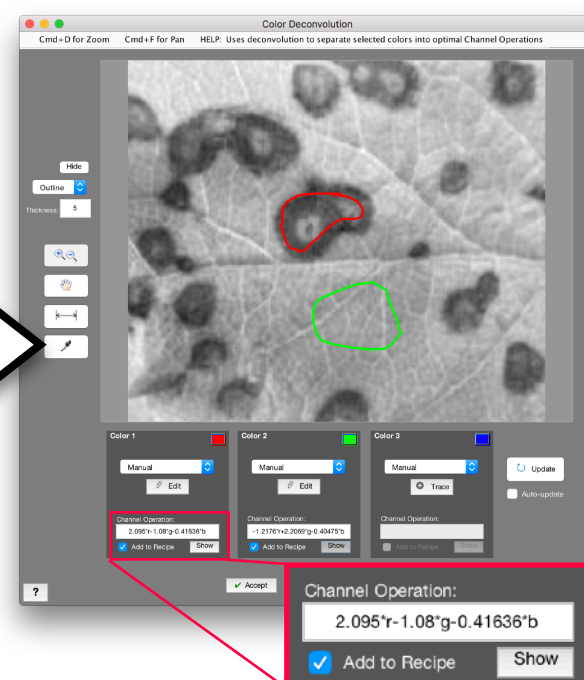 Color Deconvolution
Cmd+D for Zoom Cmd+F for Pan HELP: Uses deconvolution to separate selected colors into optimal Channel Operations
Hide
Outline
Thickness: 5
Color 1 Color 2 Color 3
Manual Manual Manual
Edit Edit Trace
Update
Auto-update
Channel Operation: Channel Operation: Channel Operation:
2.095*r-1.08*g-0.41636*b -1.2176*r+2.2069*g-0.40475*b
Add to Recipe Show Add to Recipe Show Add to Recipe Show
? Accept
Channel Operation:
2.095*r-1.08*g-0.41636*b
Add to Recipe Show